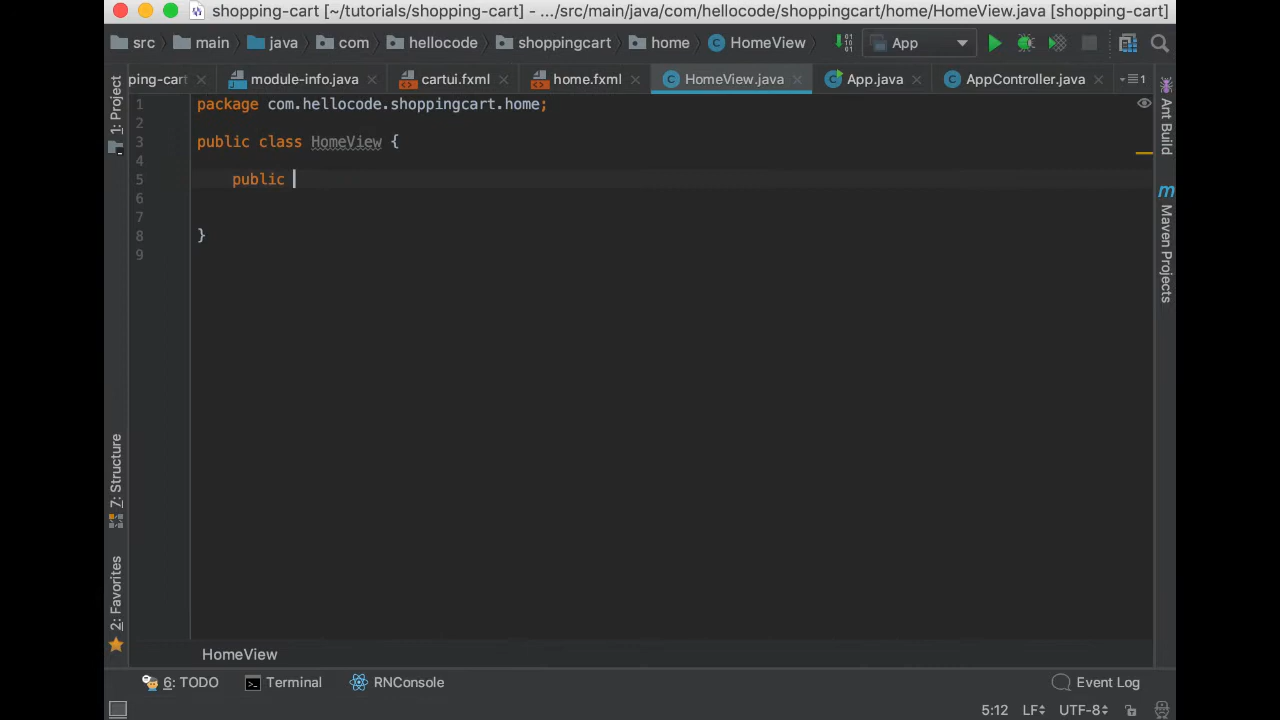 shopping-cart [~/tutorials/shopping-cart] - .../src/main/java/com/hellocode/shoppingcart/home/HomeView.java [shopping-cart]
src main java com hellocode shoppingcart home HomeView App
ping-cart module-info.java cartui.fxml home.fxml HomeView.java App.java AppController.java 1
1: Project
Ant Build
Maven Projects
1 package com.hellocode.shoppingcart.home;
2
3 public class HomeView {
4
5 public
6
7
8 }
9
7: Structure
2: Favorites
HomeView
6: TODO Terminal RNConsole Event Log
5:12 LF UTF-8